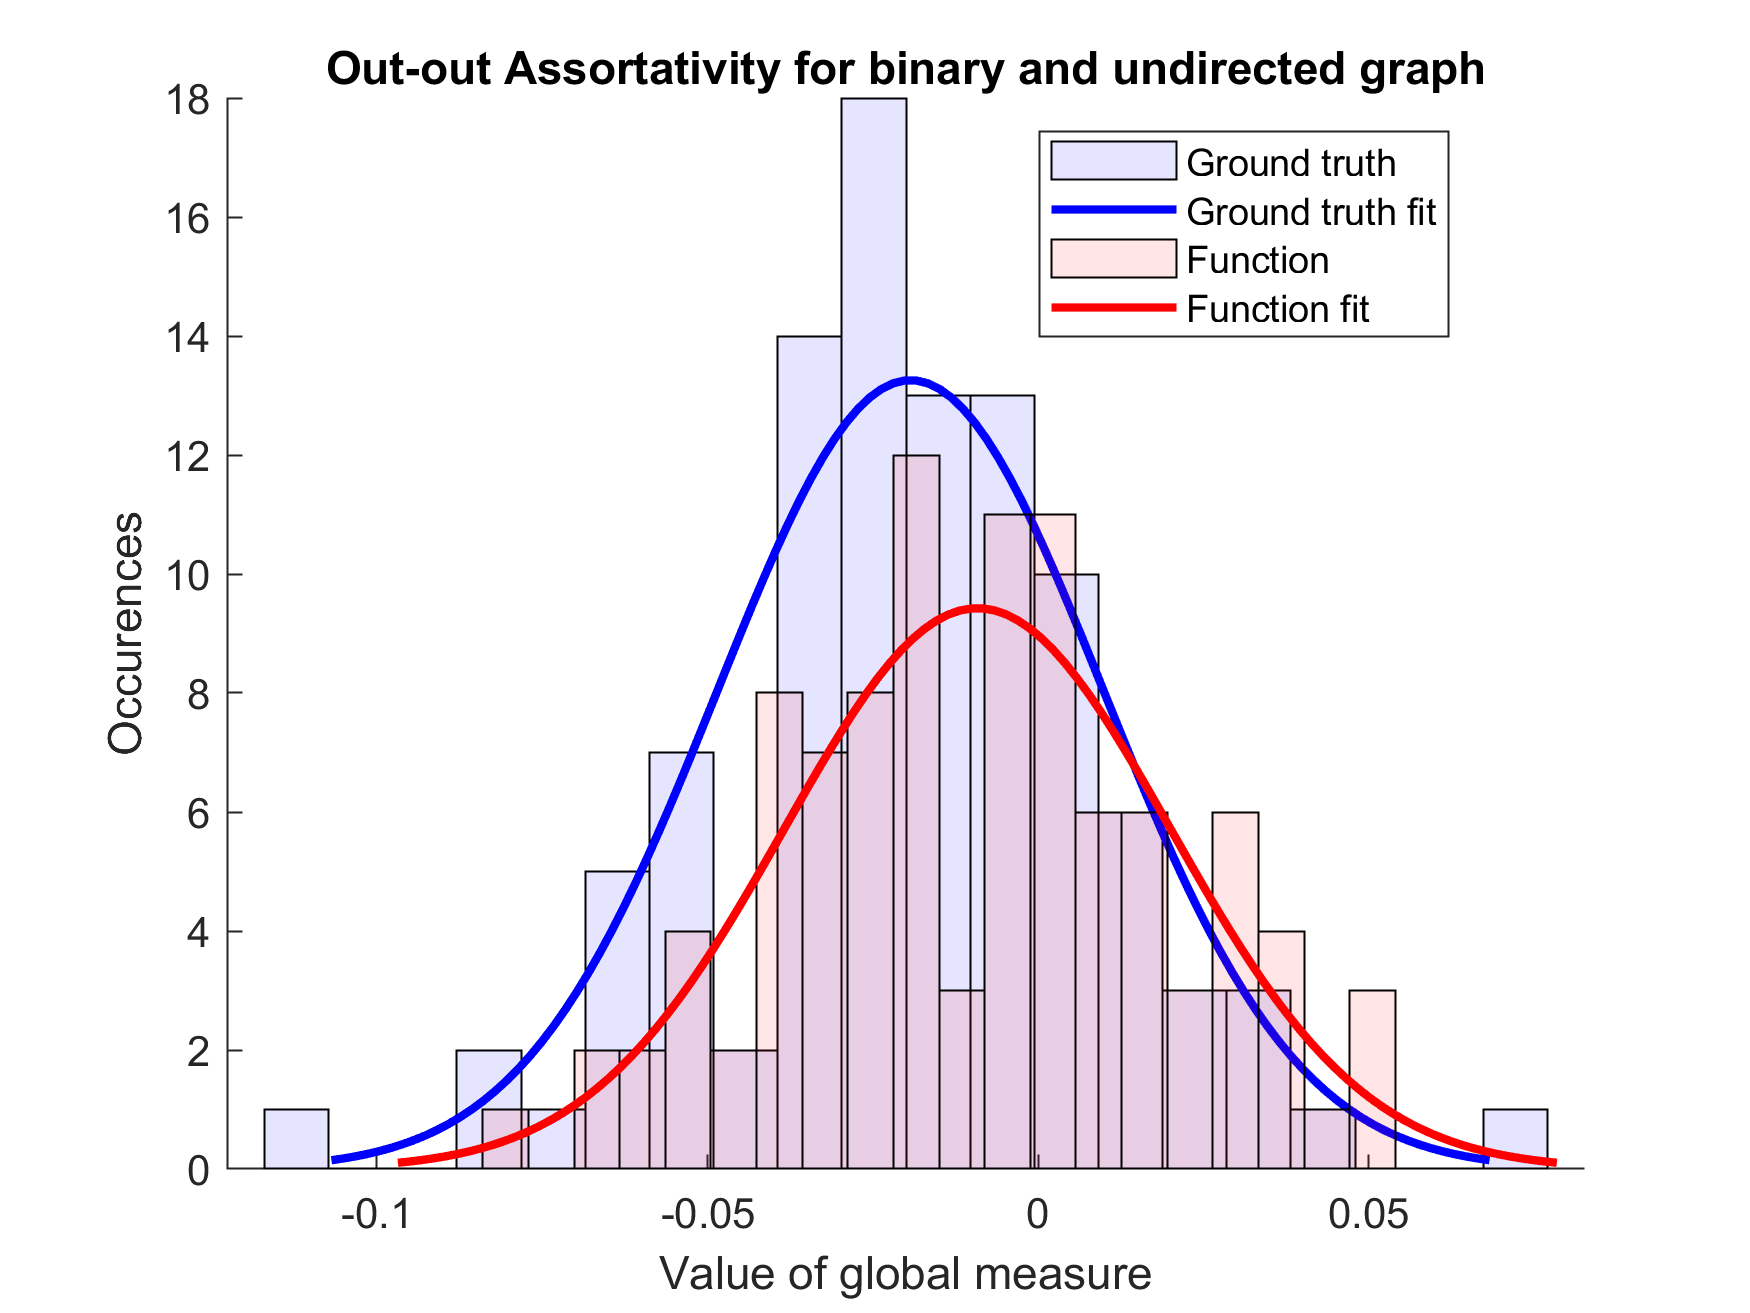 Out-out Assortativity for binary and undirected graph
18
16
14
12
10
8
6
4
2
0
Occurences
Ground truth
Ground truth fit
Function
Function fit
-0.1
-0.05
0
0.05
Value of global measure